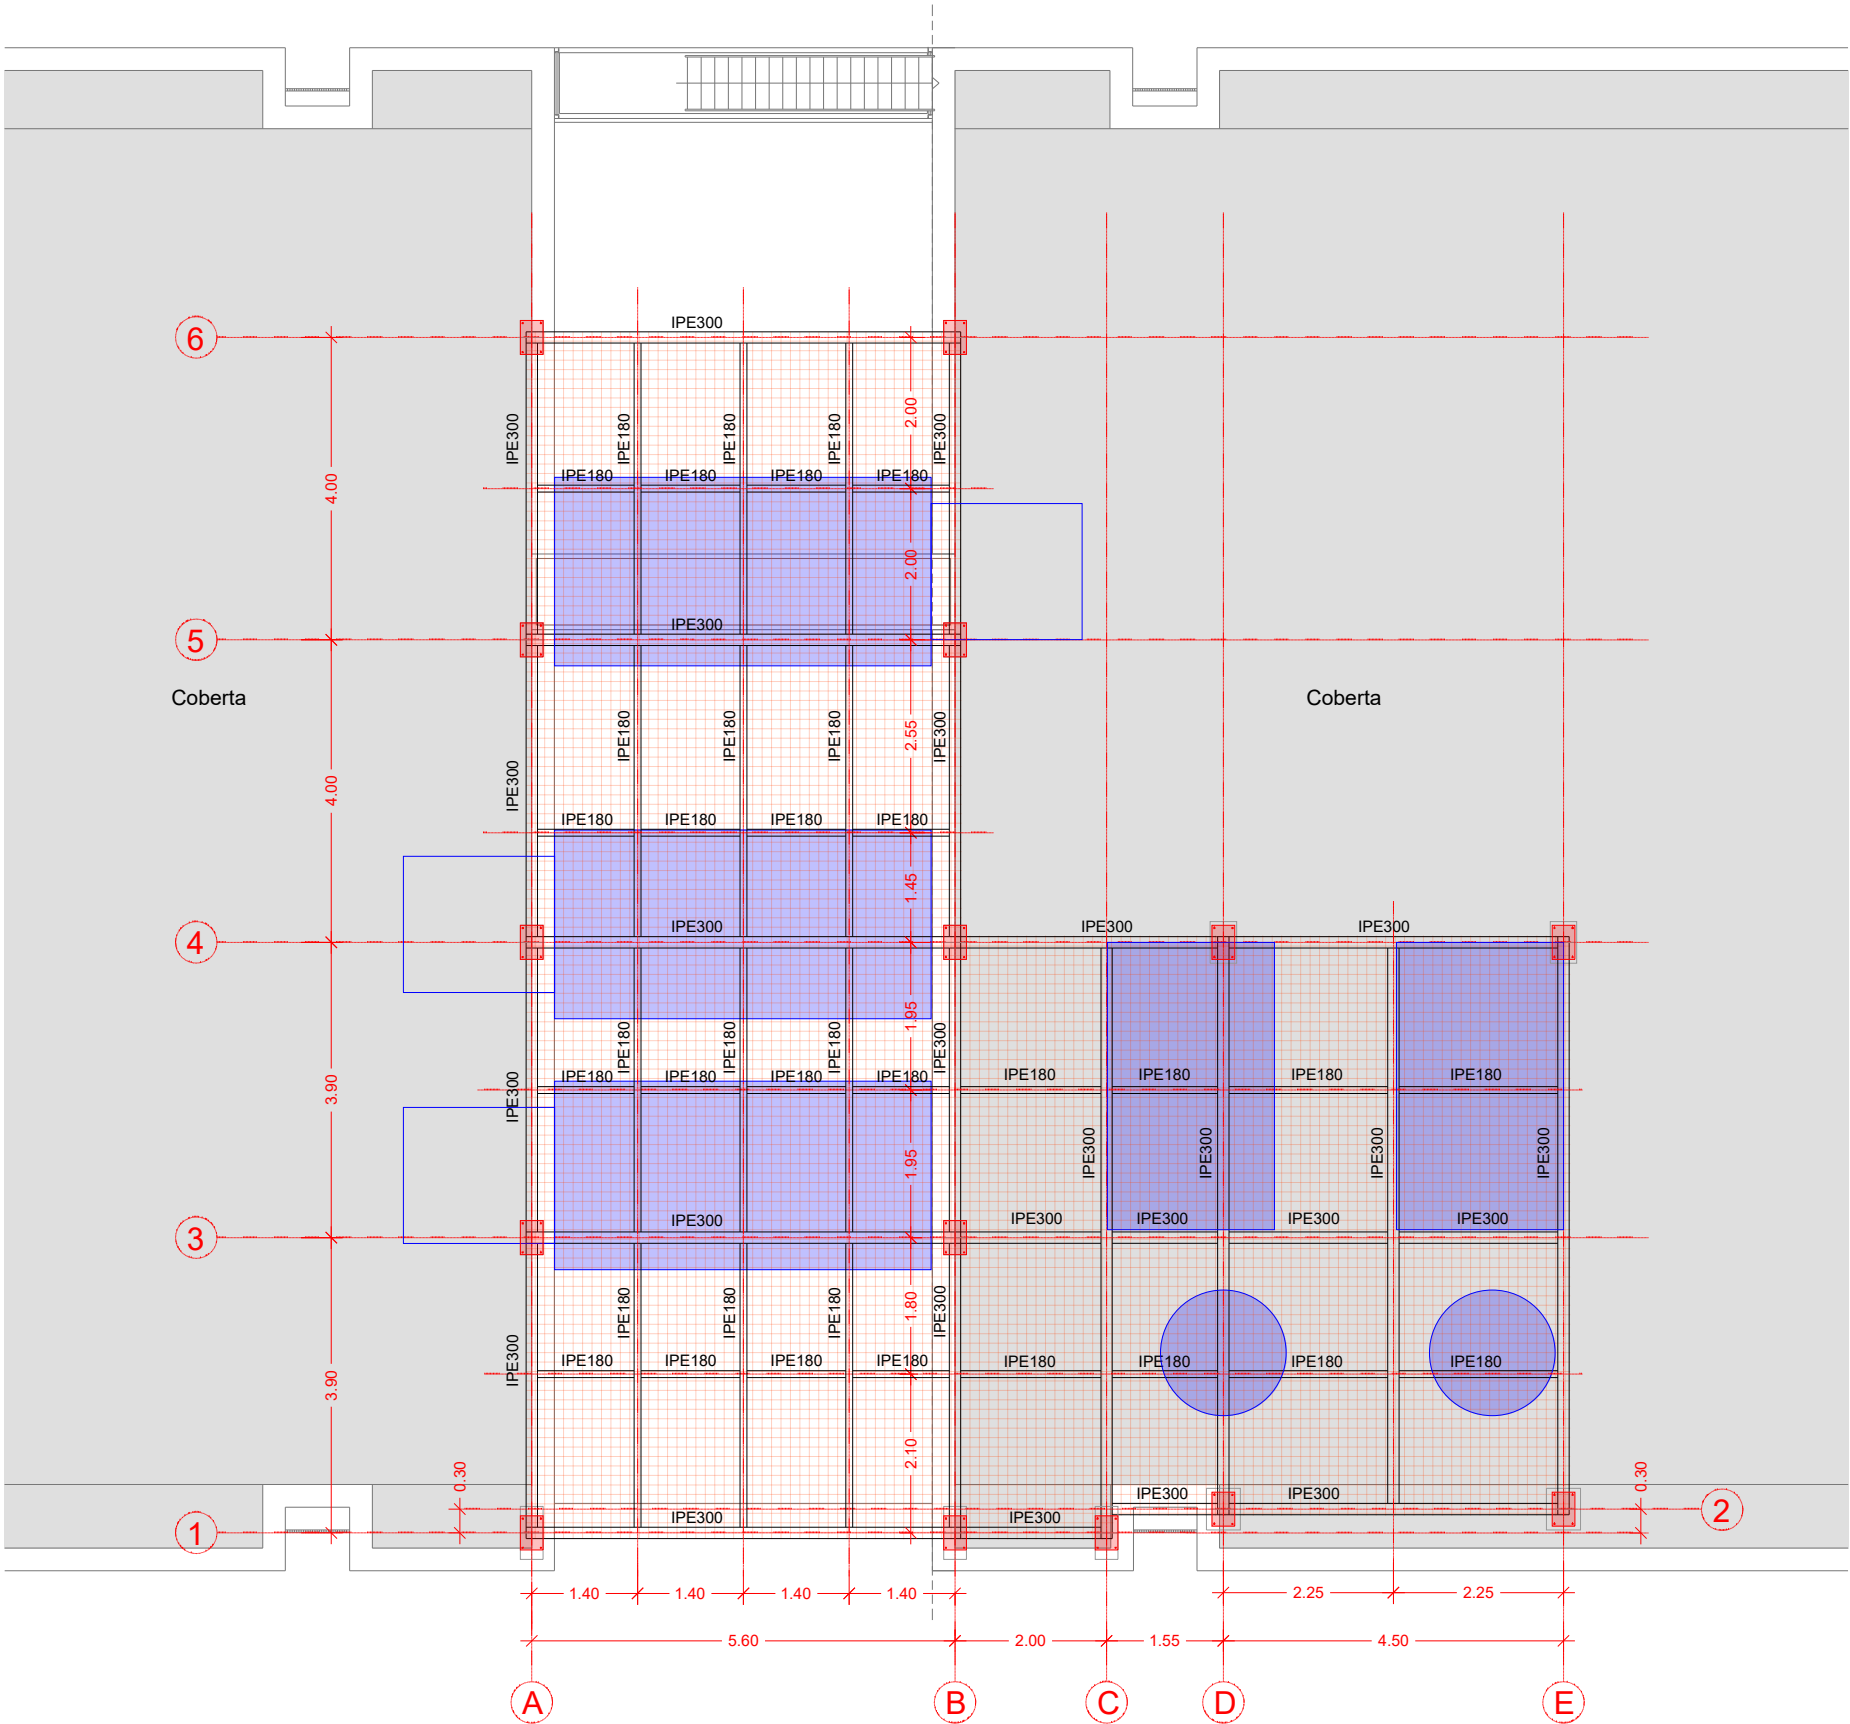 IPE300
6
2.00
IPE300 IPE180 IPE180 IPE180 IPE300
IPE180 IPE180 IPE180 IPE180
4.00
2.00
IPE300
5
Coberta Coberta
2.55
IPE300 IPE180 IPE180 IPE180 IPE300
4.00
IPE180 IPE180 IPE180 IPE180
1.45
IPE300 IPE300 IPE300
4
1.95
IPE180 IPE180 IPE180 IPE300
IPE180 IPE180 IPE180 IPE180 IPE180 IPE180 IPE180 IPE180
3.90 IPE300
1.95 IPE300 IPE300 IPE300 IPE300
IPE300 IPE300 IPE300 IPE300 IPE300
3
1.80
IPE180 IPE180 IPE180 IPE300
IPE180 IPE180 IPE180 IPE180 IPE180 IPE180 IPE180 IPE180
3.90 IPE300
2.10
0.30 0.30
IPE300 IPE300
2
IPE300 IPE300
1
1.40 1.40 1.40 1.40 2.25 2.25
5.60 2.00 1.55 4.50
A B C D E